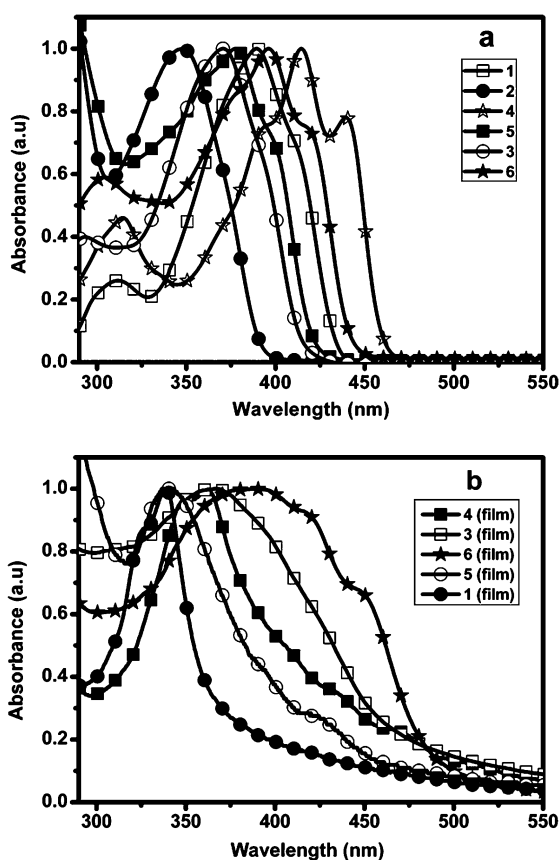 a
1
2
4
5
3
6
1.0
0.8
0.6
0.4
0.2
0.0
Absorbance (a.u)
300 350 400 450 500 550
Wavelength (nm)
b
4 (film)
3 (film)
6 (film)
5 (film)
1 (film)
1.0
0.8
0.6
0.4
0.2
0.0
Absorbance (a.u)
300 350 400 450 500 550
Wavelength (nm)